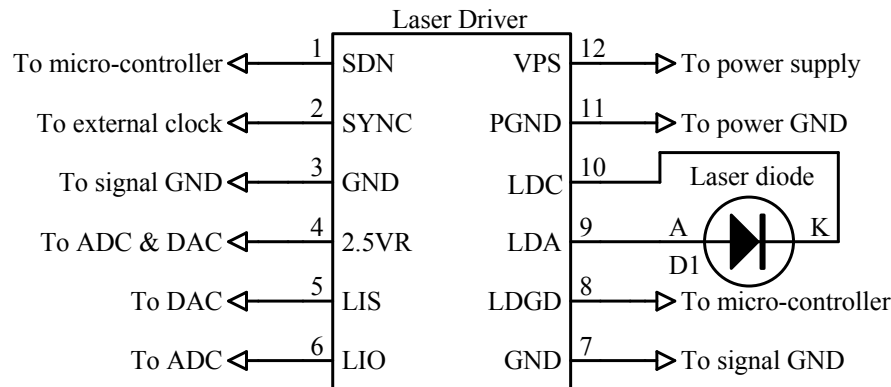 Laser Driver
To micro-controller 1 SDN VPS 12 To power supply
To external clock 2 SYNC PGND 11 To power GND
To signal GND 3 GND LDC 10 Laser diode
To ADC & DAC 4 2.5VR LDA 9 A K
D1
To DAC 5 LIS LDGD 8 To micro-controller
To ADC 6 LIO GND 7 To signal GND